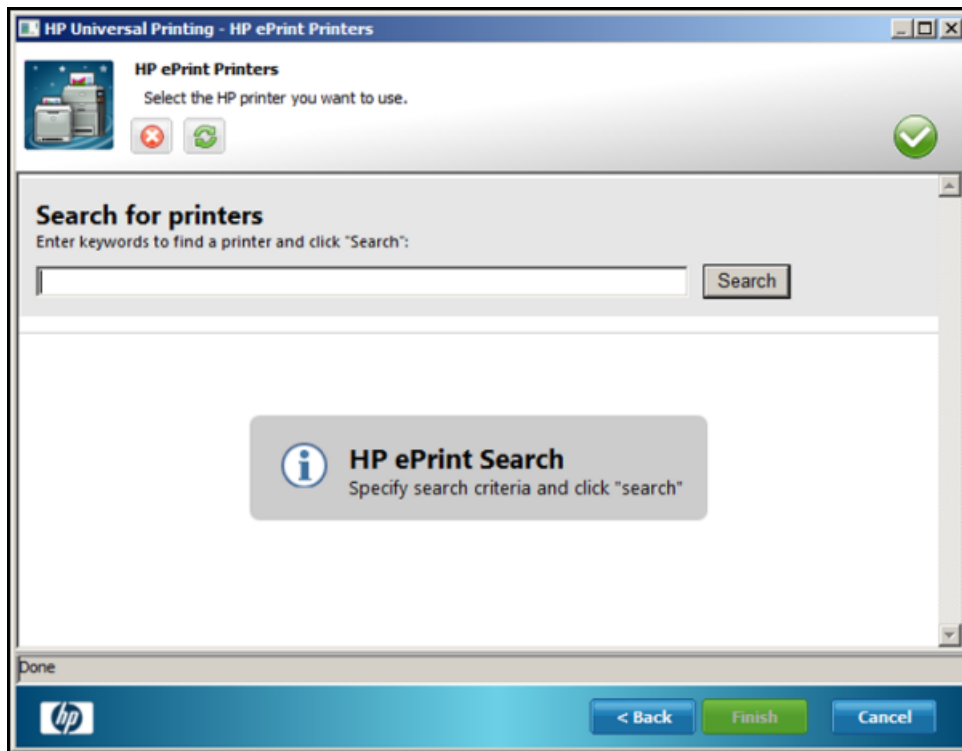 HP Universal Printing - HP ePrint Printers
HP ePrint Printers
Select the HP printer you want to use.
Search for printers
Enter keywords to find a printer and click "Search":
Search
HP ePrint Search
Specify search criteria and click "search"
Done
hp
< Back
Finish
Cancel